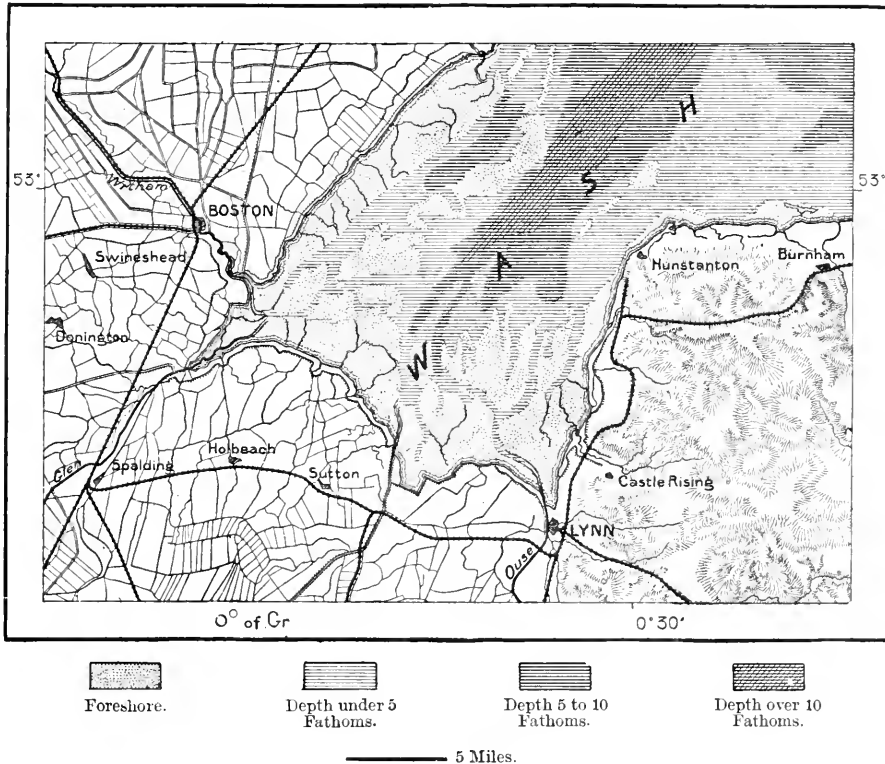 53°
53°
Witham
BOSTON
Swineshead
Donington
Glen
Spalding
Holbeach
Sutton
W A S H
Hunstanton
Burnham
Castle Rising
LYNN
Ouse
0° of Gr
0°30'
Foreshore.
Depth under 5
Fathoms.
Depth 5 to 10
Fathoms.
Depth over 10
Fathoms.
5 Miles.